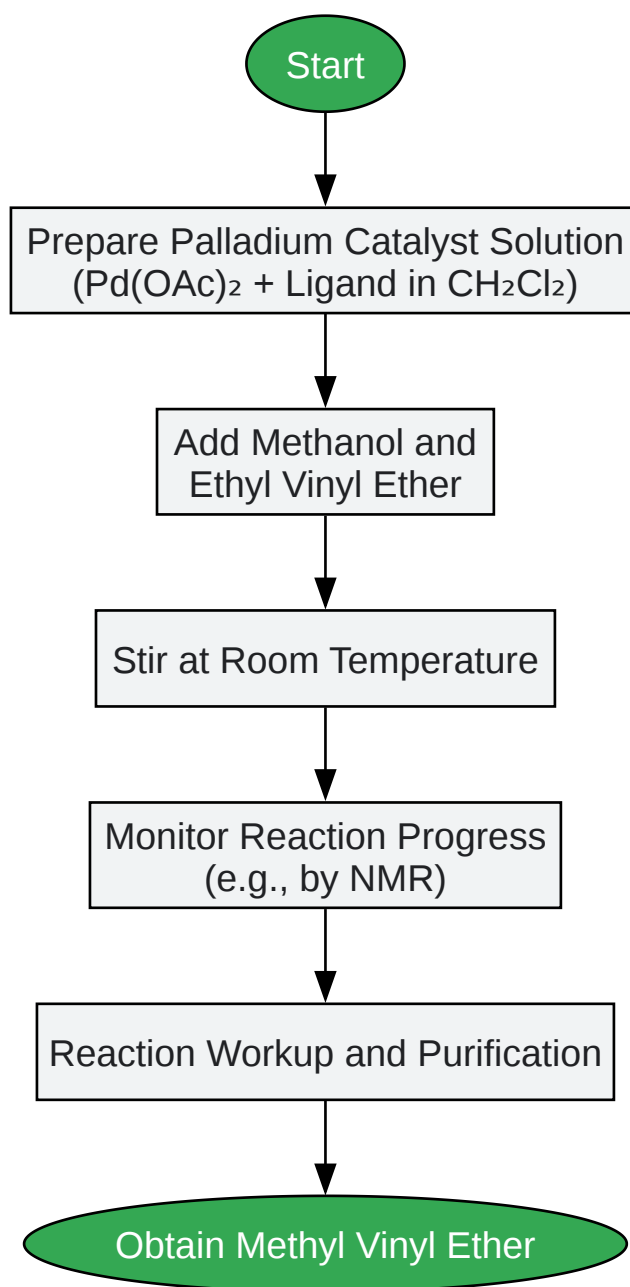 Start
Prepare Palladium Catalyst Solution
(Pd(OAc)₂ + Ligand in CH₂Cl₂)
Add Methanol and
Ethyl Vinyl Ether
Stir at Room Temperature
Monitor Reaction Progress
(e.g., by NMR)
Reaction Workup and Purification
Obtain Methyl Vinyl Ether